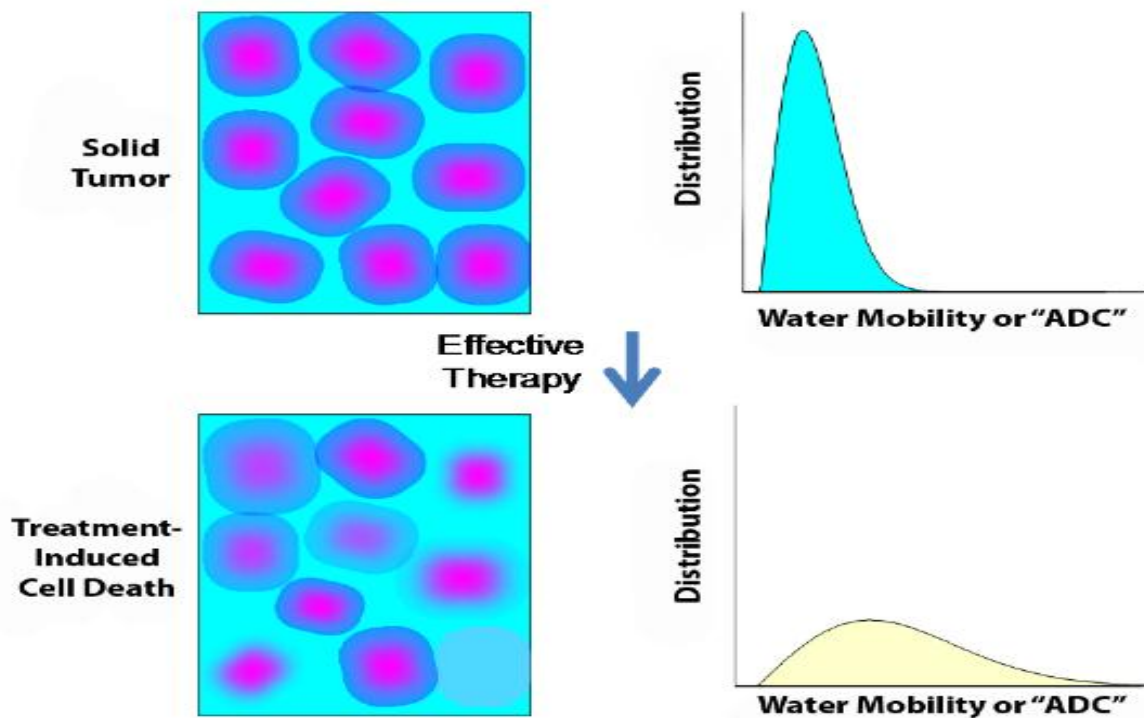 Solid
Tumor
Distribution
Water Mobility or “ADC”
Effective
Therapy
Treatment-
Induced
Cell Death
Distribution
Water Mobility or “ADC”